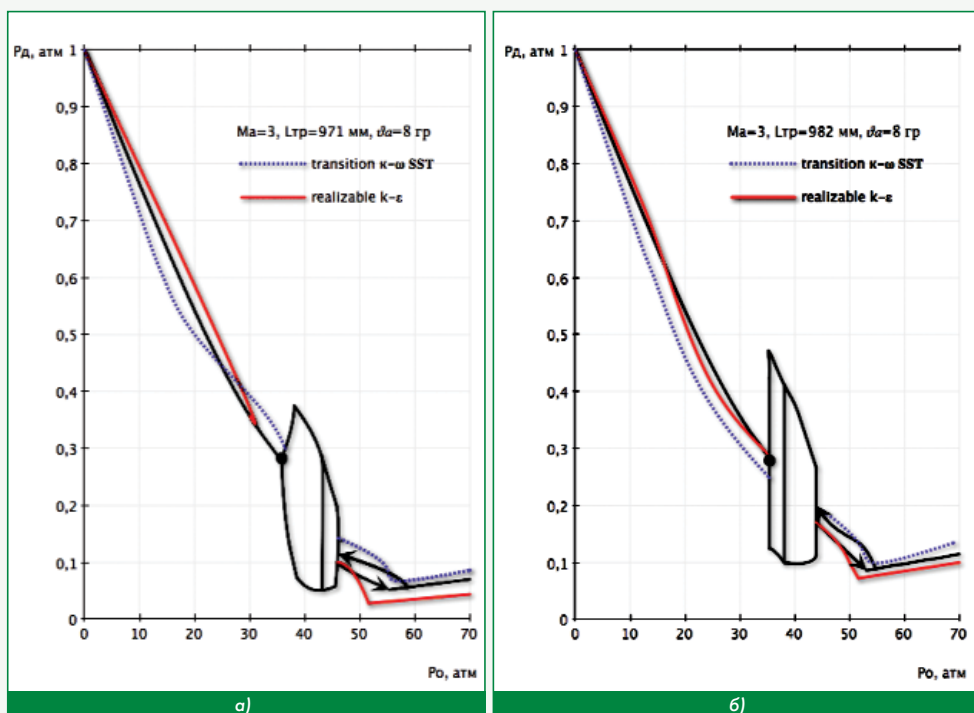 Рд, атм 1
0,9
0,8
0,7
0,6
0,5
0,4
0,3
0,2
0,1
0
Ма=3, Lтр=971 мм, ϑа=8 гр
transition κ–ω SST
realizable k–ε
0 10 20 30 40 50 60 70
Ро, атм
а)
Рд, атм 1
0,9
0,8
0,7
0,6
0,5
0,4
0,3
0,2
0,1
0
Ма=3, Lтр=982 мм, ϑа=8 гр
transition κ–ω SST
realizable k–ε
0 10 20 30 40 50 60 70
Ро, атм
б)